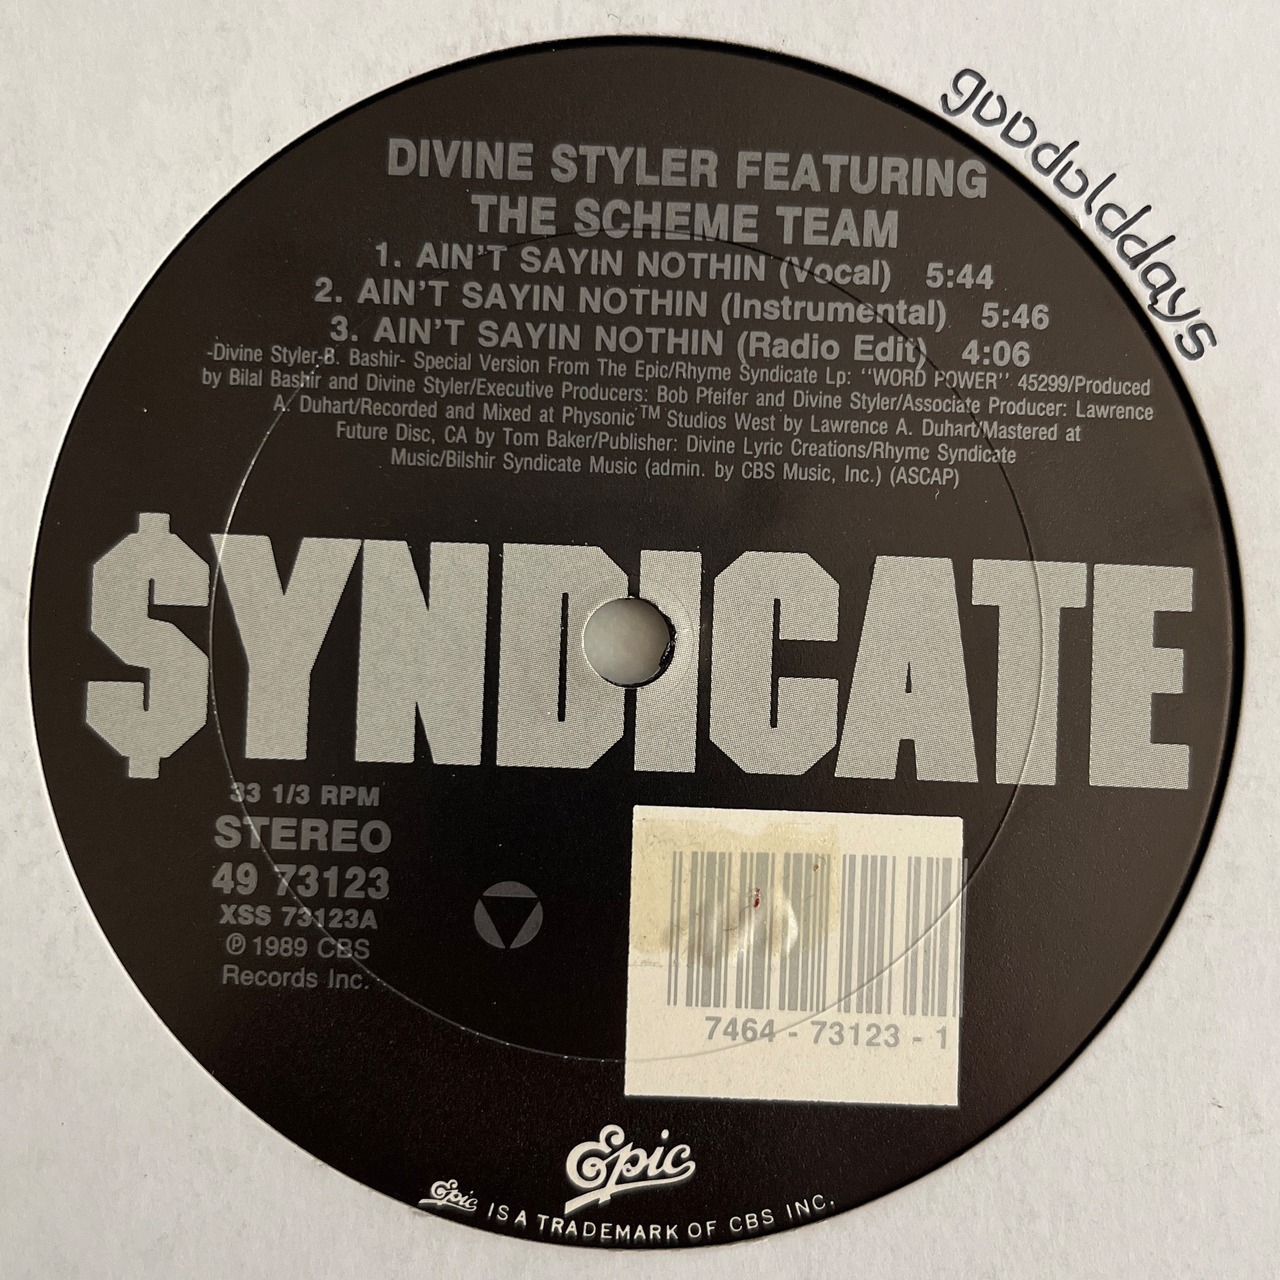 goodolddays
DIVINE STYLER FEATURING
THE SCHEME TEAM
1. AIN'T SAYIN NOTHIN (Vocal) 5:44
2. AIN'T SAYIN NOTHIN (Instrumental) 5:46
3. AIN'T SAYIN NOTHIN (Radio Edit) 4:06
-Divine Styler-B. Bashir- Special Version From The Epic/Rhyme Syndicate Lp: "WORD POWER" 45299/Produced
by Bilal Bashir and Divine Styler/Executive Producers: Bob Pfeifer and Divine Styler/Associate Producer: Lawrence
A. Duhart/Recorded and Mixed at Physonic™ Studios West by Lawrence A. Duhart/Mastered at
Future Disc, CA by Tom Baker/Publisher: Divine Lyric Creations/Rhyme Syndicate
Music/Bilshir Syndicate Music (admin. by CBS Music, Inc.) (ASCAP)
$YNDICATE
33 1/3 RPM
STEREO
49 73123
XSS 73123A
℗ 1989 CBS
Records Inc.
7464 - 73123 - 1
Epic
Epic IS A TRADEMARK OF CBS INC.